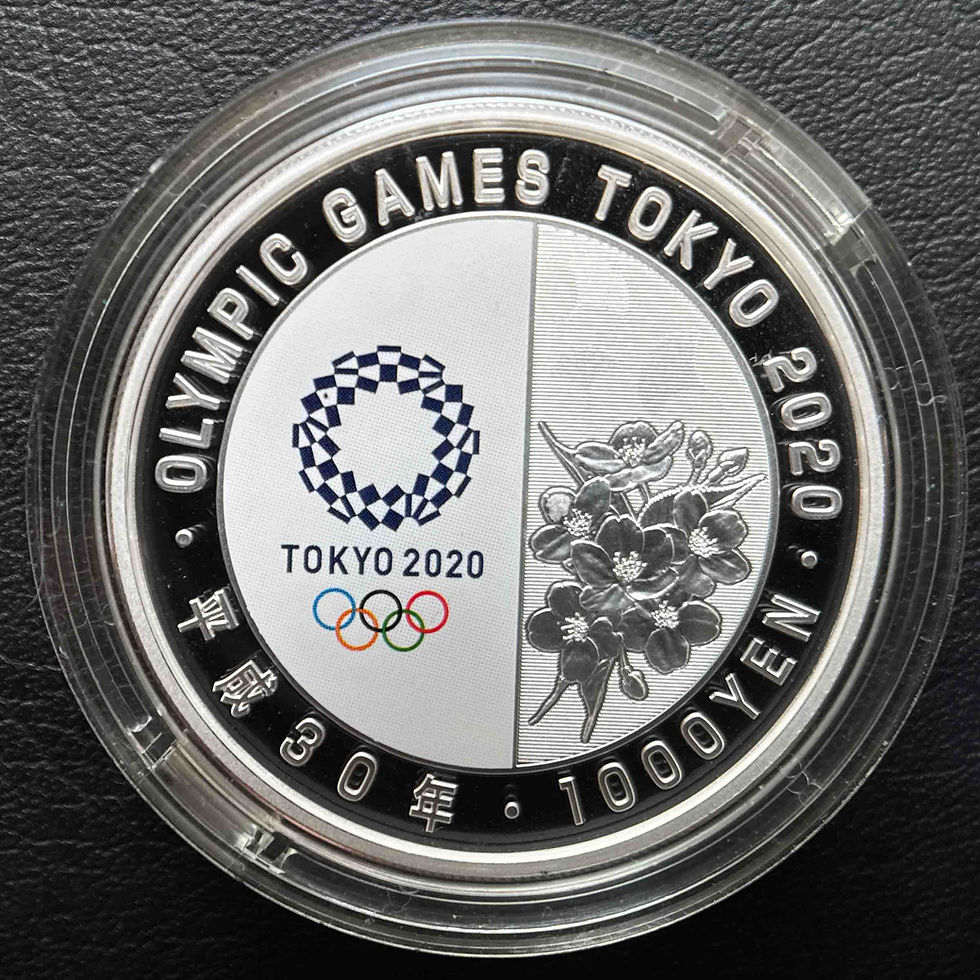 OLYMPIC GAMES TOKYO 2020
TOKYO 2020
平成30年・1000YEN